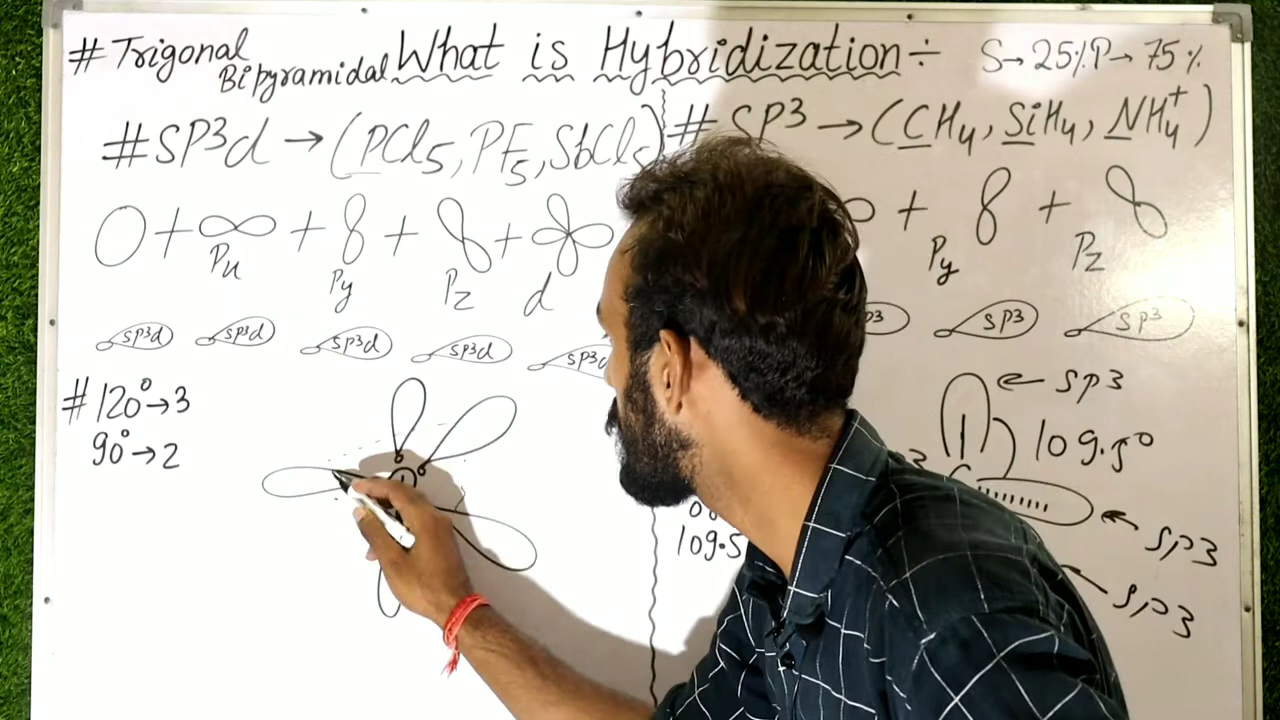 # Trigonal Bipyramidal What is Hybridization ÷ S→25% P→75%
#SP³d → (PCl5, PF5, SbCl5) # SP3 → (CH4, SiH4, NH4+)
+ + + + + +
Pu Py Pz d Py Pz
sp³d sp³d sp³d sp³d sp³d sp3 sp3
# 120°→3
90°→2
sp3
109.5°
sp3
109.5
sp3